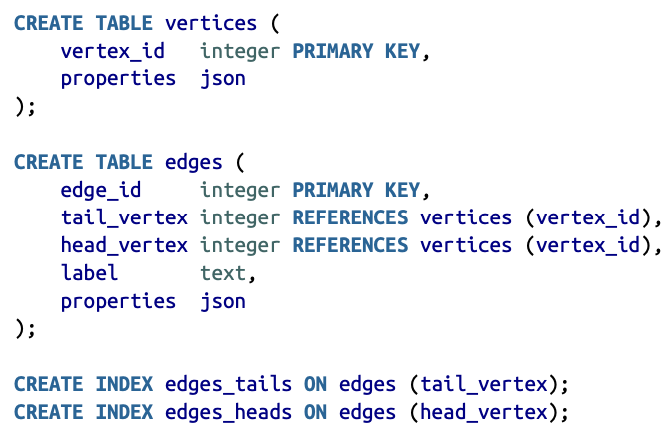 CREATE TABLE vertices (
    vertex_id   integer PRIMARY KEY,
    properties  json
);

CREATE TABLE edges (
    edge_id     integer PRIMARY KEY,
    tail_vertex integer REFERENCES vertices (vertex_id),
    head_vertex integer REFERENCES vertices (vertex_id),
    label       text,
    properties  json
);

CREATE INDEX edges_tails ON edges (tail_vertex);
CREATE INDEX edges_heads ON edges (head_vertex);